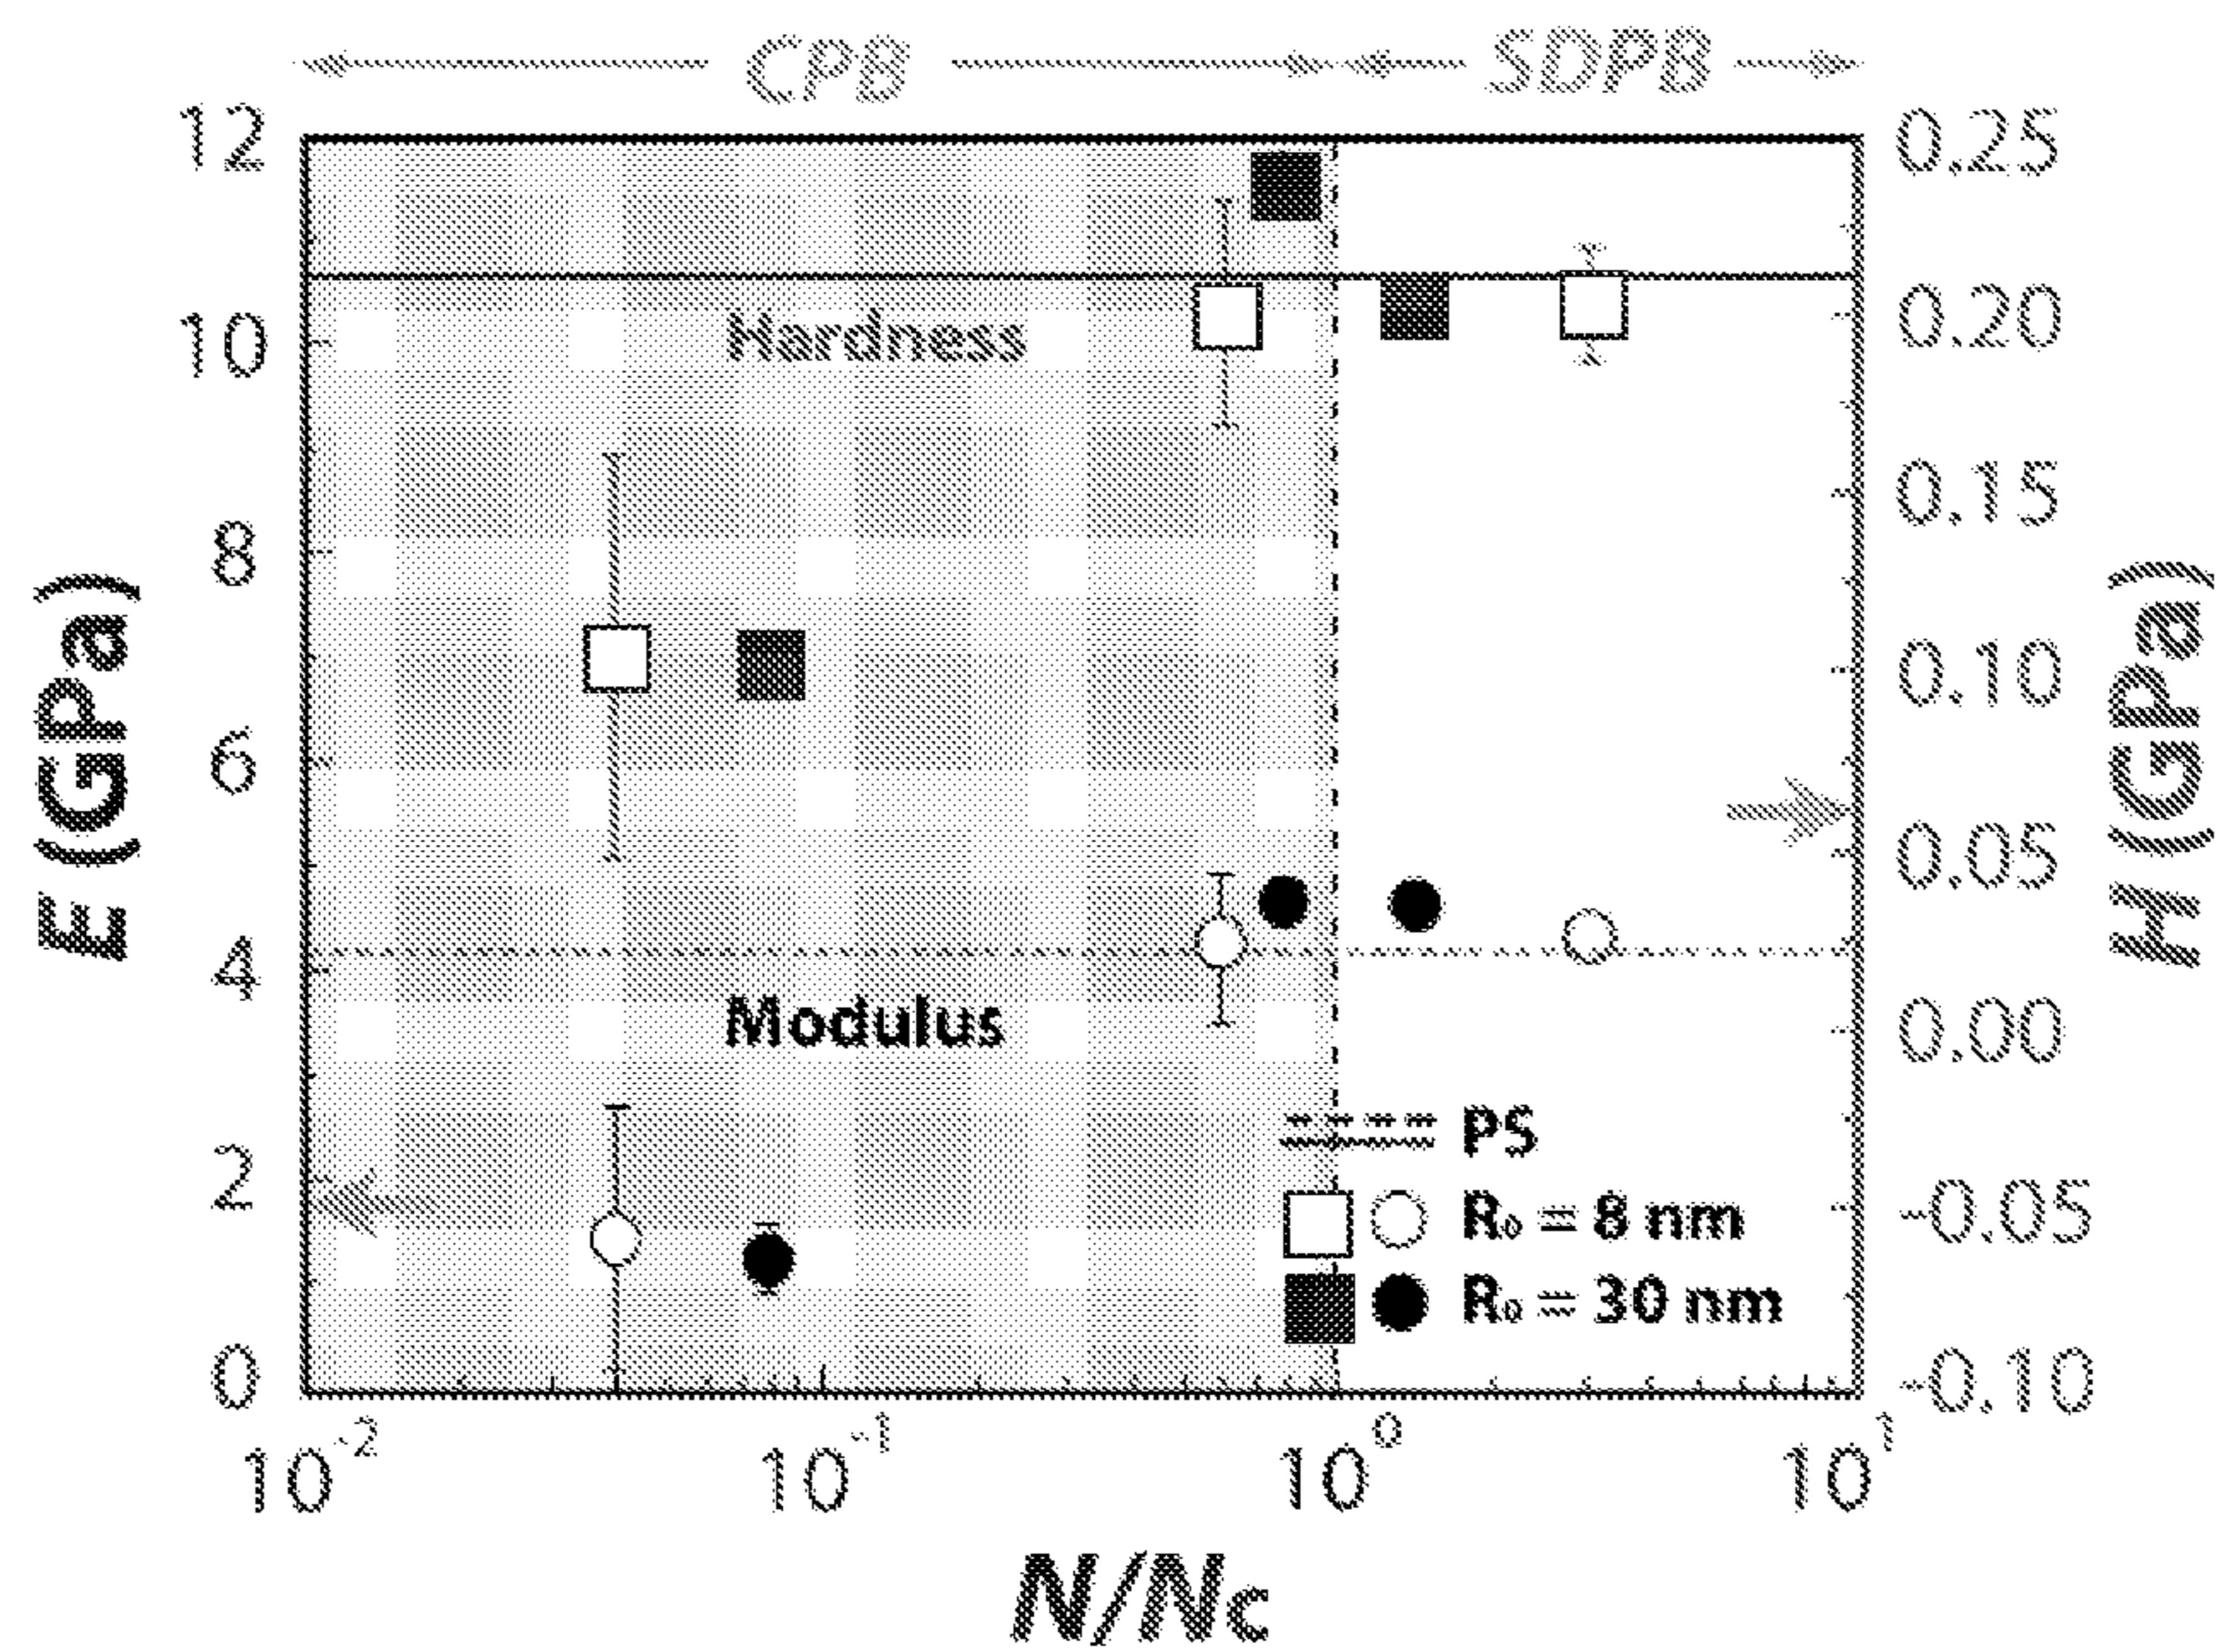 CPB SDPB
12
10
8
6
4
2
0
E (GPa)
Hardness
Modulus
PS
R₀ = 8 nm
R₀ = 30 nm
0.25
0.20
0.15
0.10
0.05
0.00
-0.05
-0.10
H (GPa)
10⁻² 10⁻¹ 10⁰ 10¹
N/Nc